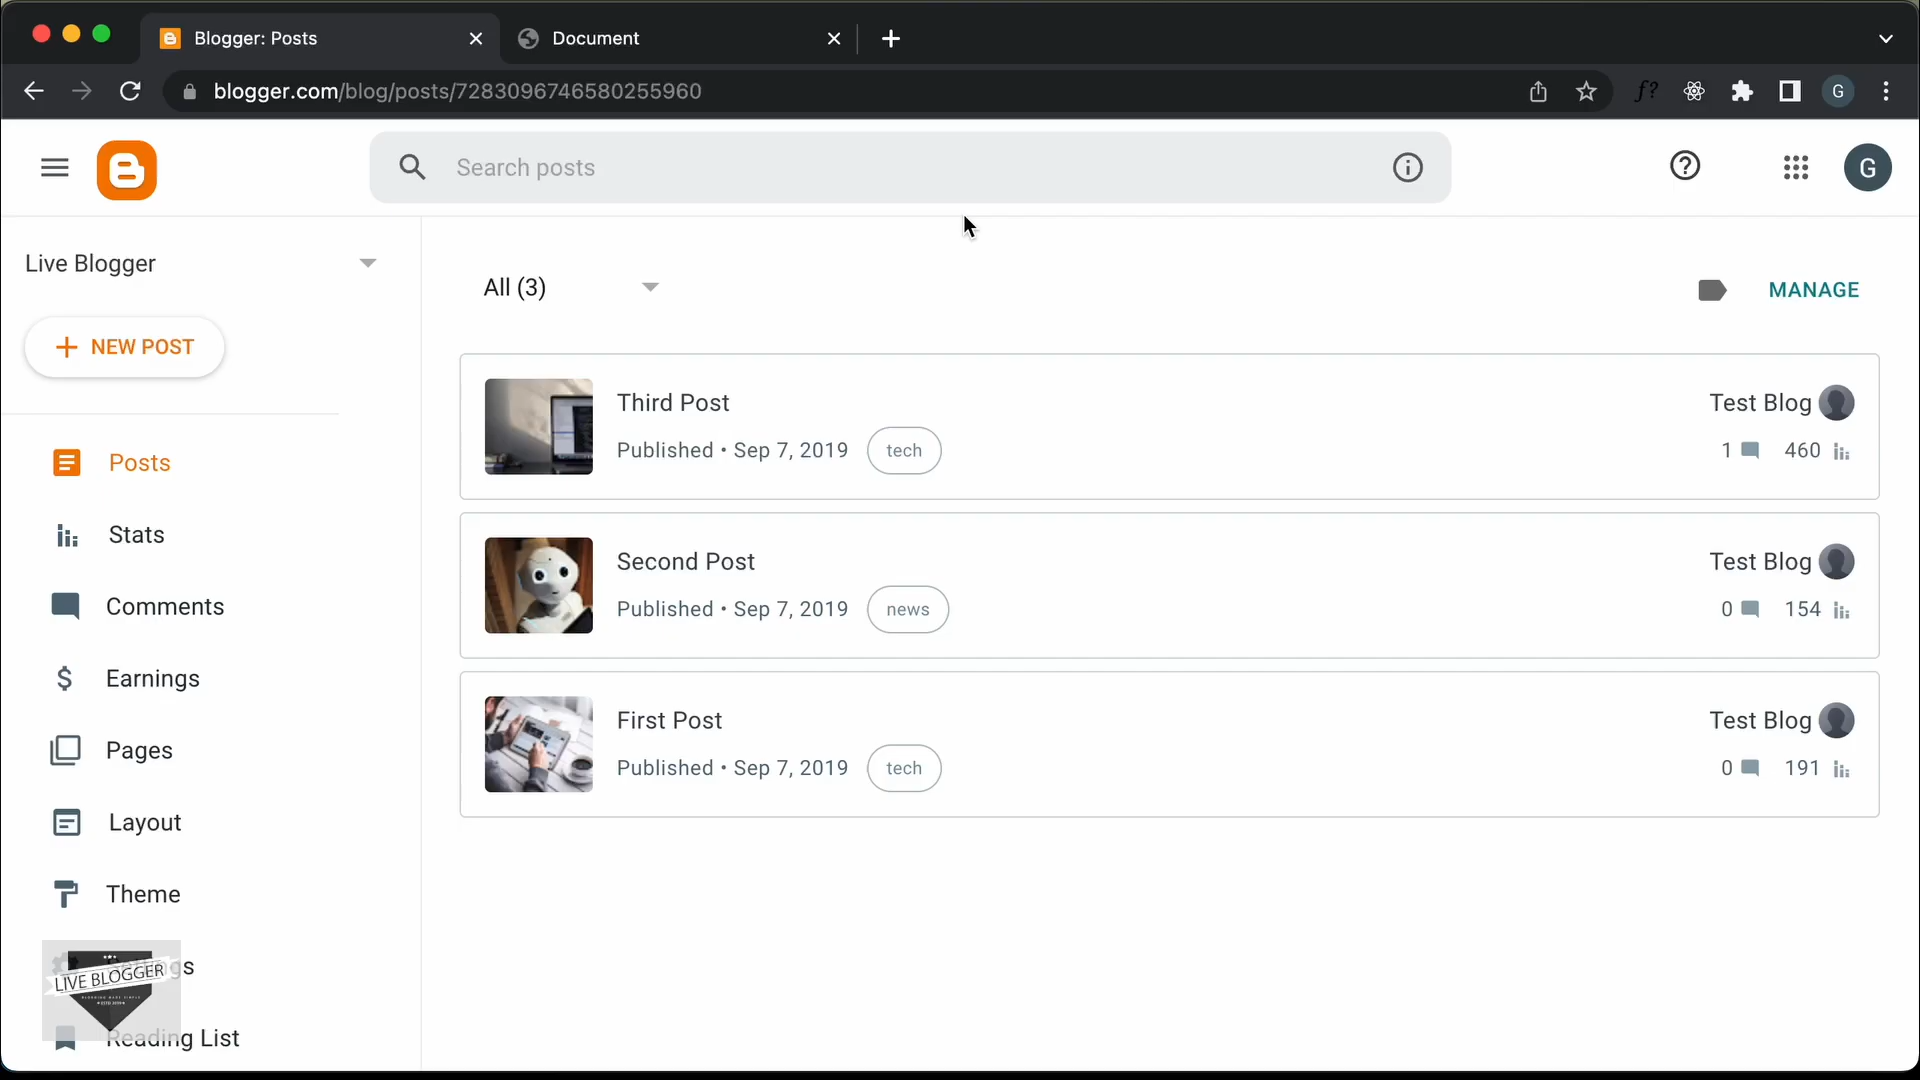 Blogger: Posts
Document
blogger.com/blog/posts/7283096746580255960
f?
G
Search posts
G
Live Blogger
All (3)
MANAGE
NEW POST
Third Post
Test Blog
Published • Sep 7, 2019
tech
1
460
Posts
Stats
Second Post
Test Blog
Published • Sep 7, 2019
news
0
154
Comments
Earnings
First Post
Test Blog
Published • Sep 7, 2019
tech
0
191
Pages
Layout
Theme
LIVE BLOGGER
Reading List